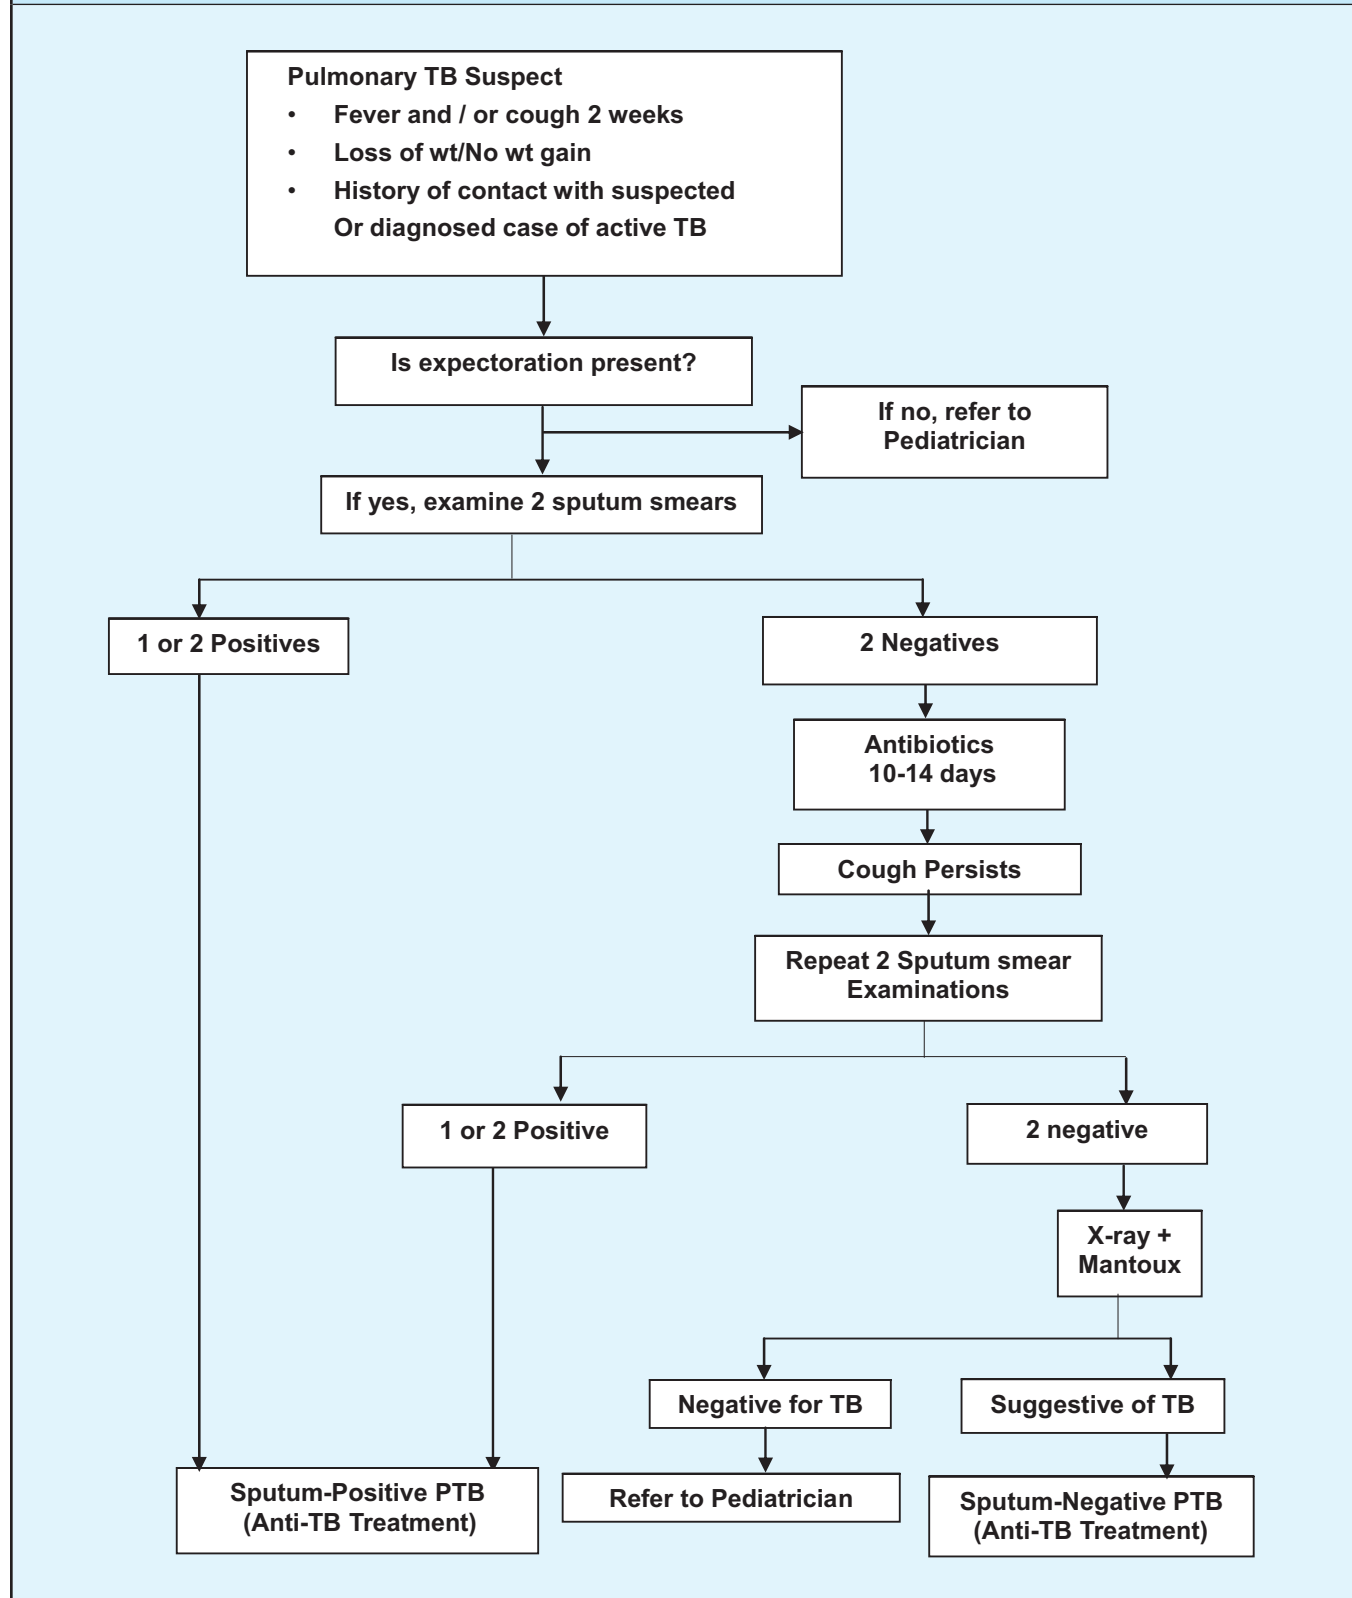 Pulmonary TB Suspect
• Fever and / or cough 2 weeks
• Loss of wt/No wt gain
• History of contact with suspected
Or diagnosed case of active TB
Is expectoration present?
If no, refer to
Pediatrician
If yes, examine 2 sputum smears
1 or 2 Positives
2 Negatives
Antibiotics
10-14 days
Cough Persists
Repeat 2 Sputum smear
Examinations
1 or 2 Positive
2 negative
X-ray +
Mantoux
Negative for TB
Suggestive of TB
Sputum-Positive PTB
(Anti-TB Treatment)
Refer to Pediatrician
Sputum-Negative PTB
(Anti-TB Treatment)